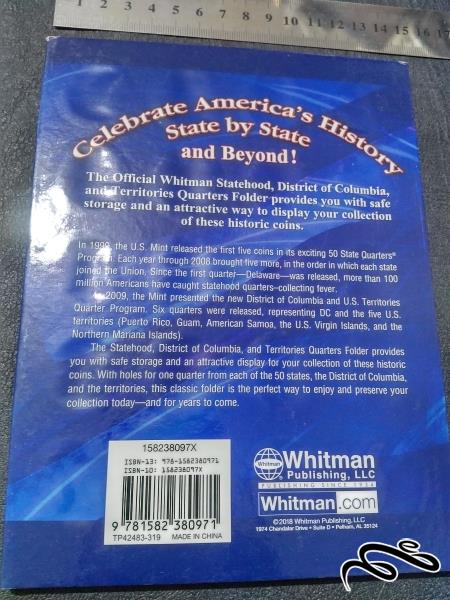 1 2 3 4 5 6 7 8 9 10 11 12 13 14 15 16 17
Celebrate America's History
State by State
and Beyond!
The Official Whitman Statehood, District of Columbia,
and Territories Quarters Folder provides you with safe
storage and an attractive way to display your collection
of these historic coins.
In 1999, the U.S. Mint released the first five coins in its exciting 50 State Quarters®
Program. Each year through 2008 brought five more, in the order in which each state
joined the Union. Since the first quarter—Delaware—was released, more than 100
million Americans have caught statehood quarters-collecting fever.
In 2009, the Mint presented the new District of Columbia and U.S. Territories
Quarter Program. Six quarters were released, representing DC and the five U.S.
territories (Puerto Rico, Guam, American Samoa, the U.S. Virgin Islands, and the
Northern Mariana Islands).
The Statehood, District of Columbia, and Territories Quarters Folder provides
you with safe storage and an attractive display for your collection of these historic
coins. With holes for one quarter from each of the 50 states, the District of Columbia,
and the territories, this classic folder is the perfect way to enjoy and preserve your
collection today—and for years to come.
158238097X
ISBN-13: 978-1582380971
ISBN-10: 158238097X
9 781582 380971
TP42483-319 MADE IN CHINA
Whitman
Whitman
Publishing, LLC
PUBLISHING SINCE 1934
Whitman.com
©2018 Whitman Publishing, LLC
1974 Chandalar Drive • Suite D • Pelham, AL 35124